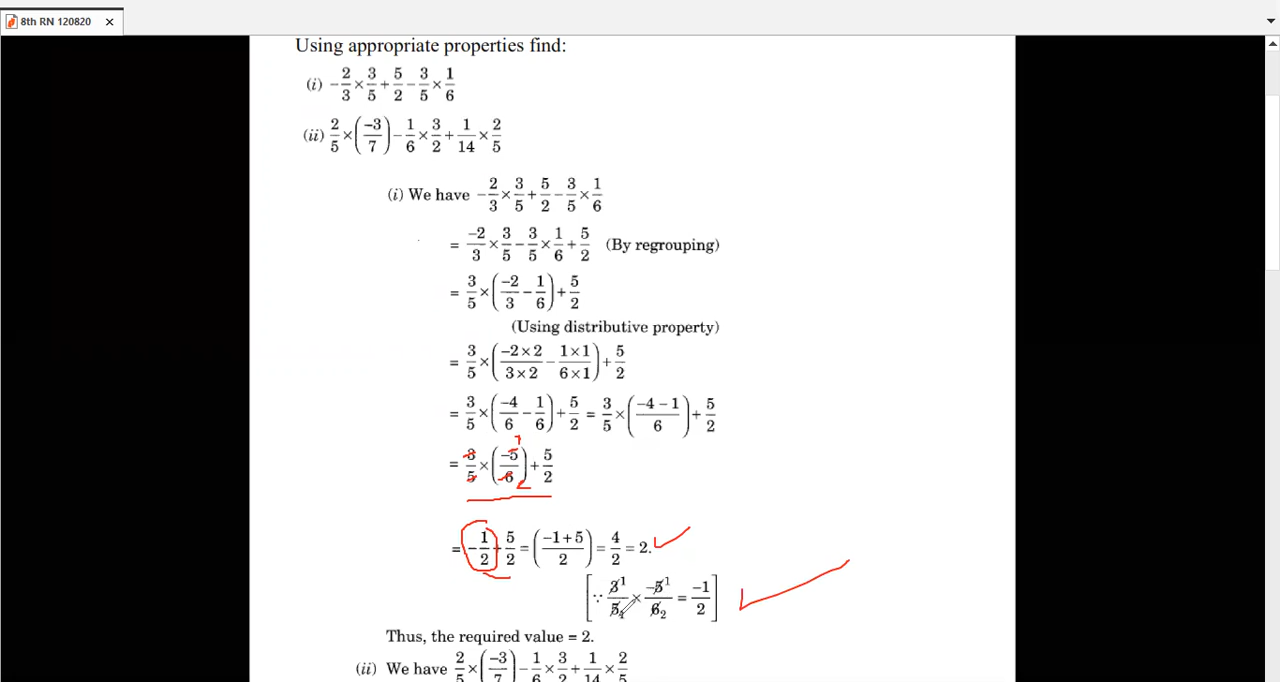 8th RN 120820
Using appropriate properties find:
(i) -2/3 × 3/5 + 5/2 - 3/5 × 1/6
(ii) 2/5 × (-3/7) - 1/6 × 3/2 + 1/14 × 2/5
(i) We have -2/3 × 3/5 + 5/2 - 3/5 × 1/6
= -2/3 × 3/5 - 3/5 × 1/6 + 5/2 (By regrouping)
= 3/5 × (-2/3 - 1/6) + 5/2
(Using distributive property)
= 3/5 × (-2×2/3×2 - 1×1/6×1) + 5/2
= 3/5 × (-4/6 - 1/6) + 5/2 = 3/5 × (-4-1/6) + 5/2
= 3/5 × (-5/6) + 5/2
= -1/2 + 5/2 = (-1+5/2) = 4/2 = 2.
[∵ 3^1/5_1 × -5^1/6_2 = -1/2]
Thus, the required value = 2.
(ii) We have 2/5 × (-3/7) - 1/6 × 3/2 + 1/14 × 2/5